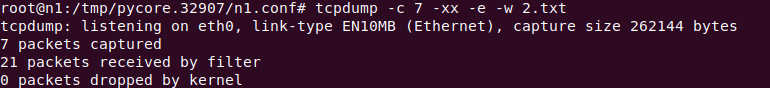 root@n1:/tmp/pycore.32907/n1.conf# tcpdump -c 7 -xx -e -w 2.txt
tcpdump: listening on eth0, link-type EN10MB (Ethernet), capture size 262144 bytes
7 packets captured
21 packets received by filter
0 packets dropped by kernel